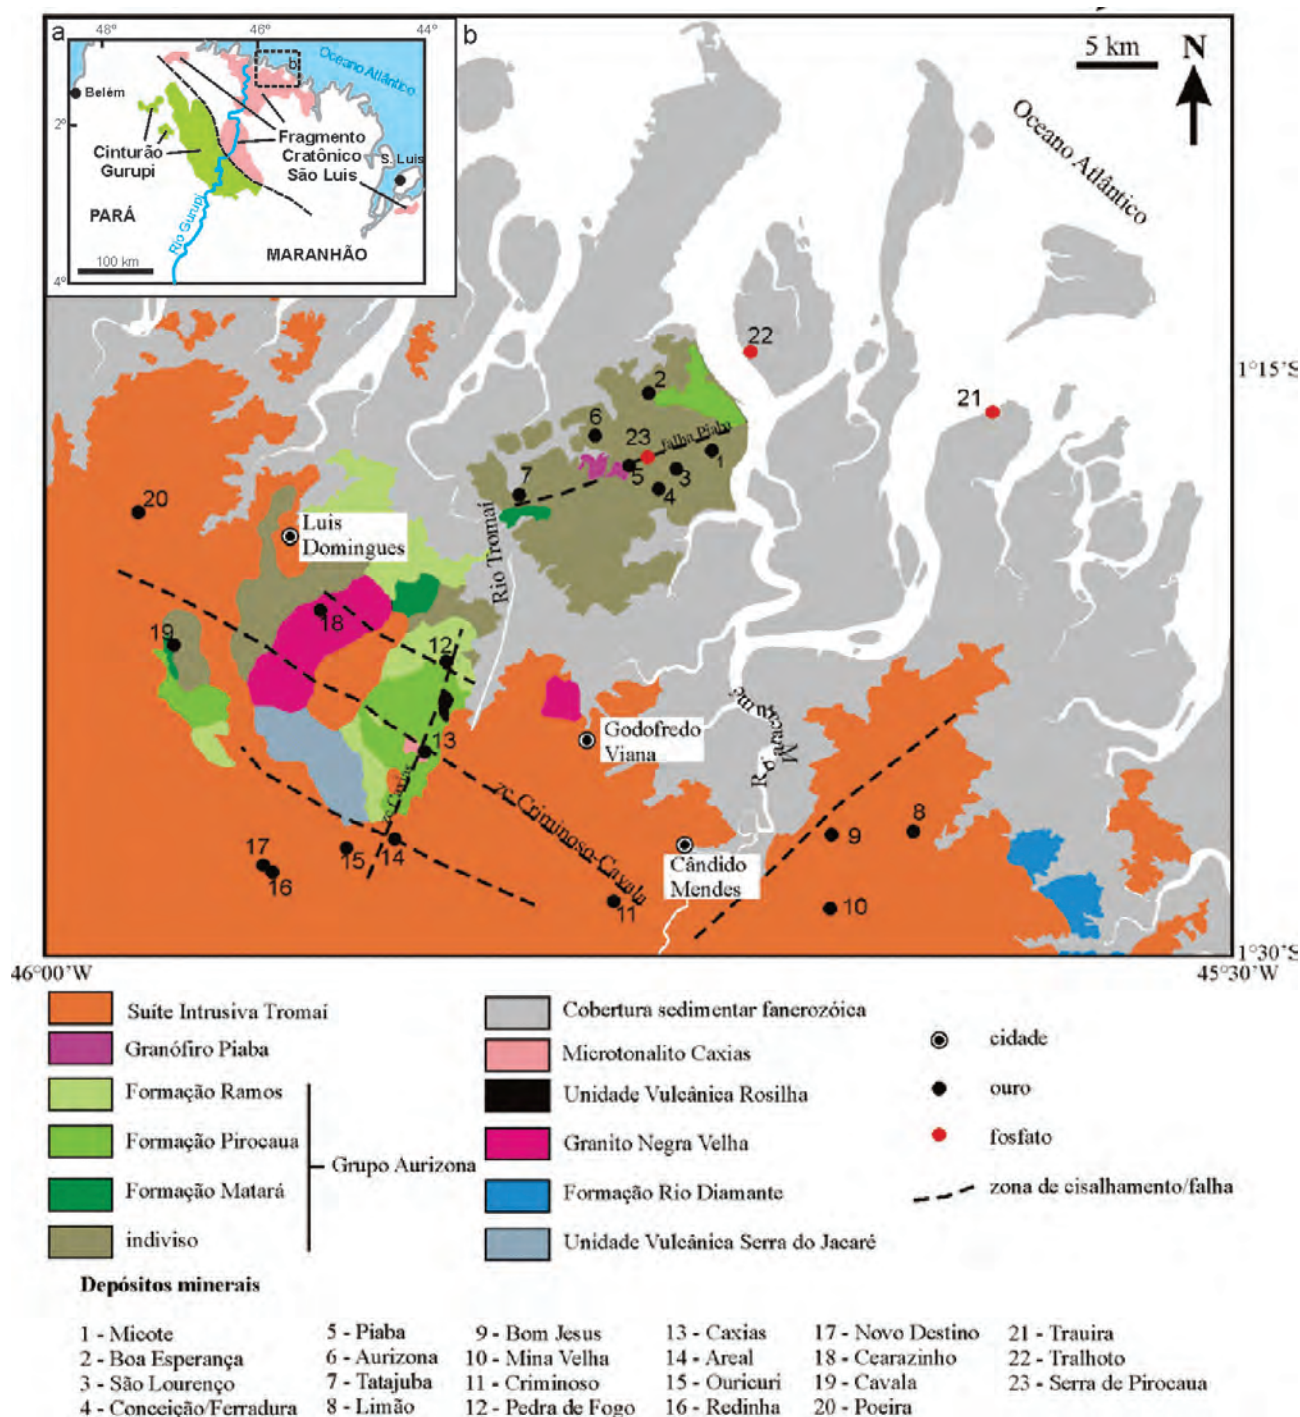 a
48°
46°
44°
b
Oceano Atlântico
Belém
2°
Cinturão
Gurupi
Fragmento
Cratônico
São Luis
S. Luis
PARÁ
Rio Gurupi
MARANHÃO
100 km
4°
b
5 km
N
Oceano Atlântico
1°15'S
22
21
2
6
23
falha Piaba
1
5
3
4
7
20
Luis
Domingues
Rio Tromaí
18
19
12
13
Godofredo
Viana
zc Caxias
zc Criminoso-Cavala
Cândido
Mendes
9
8
10
11
14
15
17
16
1°30'S
46°00'W
45°30'W
Suíte Intrusiva Tromaí
Granófiro Piaba
Formação Ramos
Formação Pirocaua
Formação Matará
indiviso
Grupo Aurizona
Cobertura sedimentar fanerozóica
Microtonalito Caxias
Unidade Vulcânica Rosilha
Granito Negra Velha
Formação Rio Diamante
Unidade Vulcânica Serra do Jacaré
cidade
ouro
fosfato
zona de cisalhamento/falha
Depósitos minerais
1 - Micote
2 - Boa Esperança
3 - São Lourenço
4 - Conceição/Ferradura
5 - Piaba
6 - Aurizona
7 - Tatajuba
8 - Limão
9 - Bom Jesus
10 - Mina Velha
11 - Criminoso
12 - Pedra de Fogo
13 - Caxias
14 - Areal
15 - Ouricuri
16 - Redinha
17 - Novo Destino
18 - Cearazinho
19 - Cavala
20 - Poeira
21 - Trauira
22 - Tralhoto
23 - Serra de Pirocaua